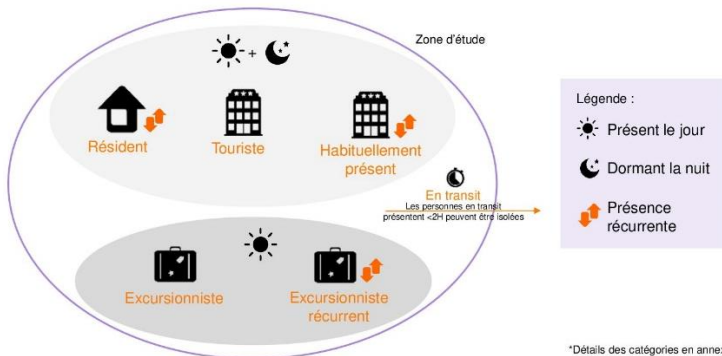 Zone d'étude
+
Résident
Touriste
Habituellement
présent
En transit
Les personnes en transit
présentent <2H peuvent être isolées
Excursionniste
Excursionniste
récurrent
Légende :
Présent le jour
Dormant la nuit
Présence
récurrente
*Détails des catégories en